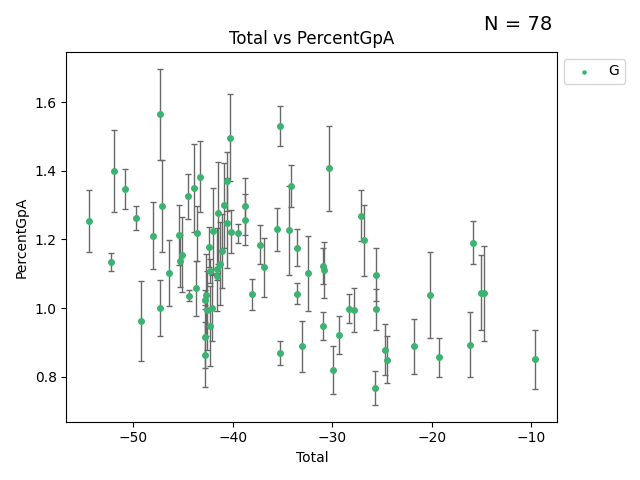 N = 78
Total vs PercentGpA
G
PercentGpA
1.6
1.4
1.2
1.0
0.8
−50 −40 −30 −20 −10
Total